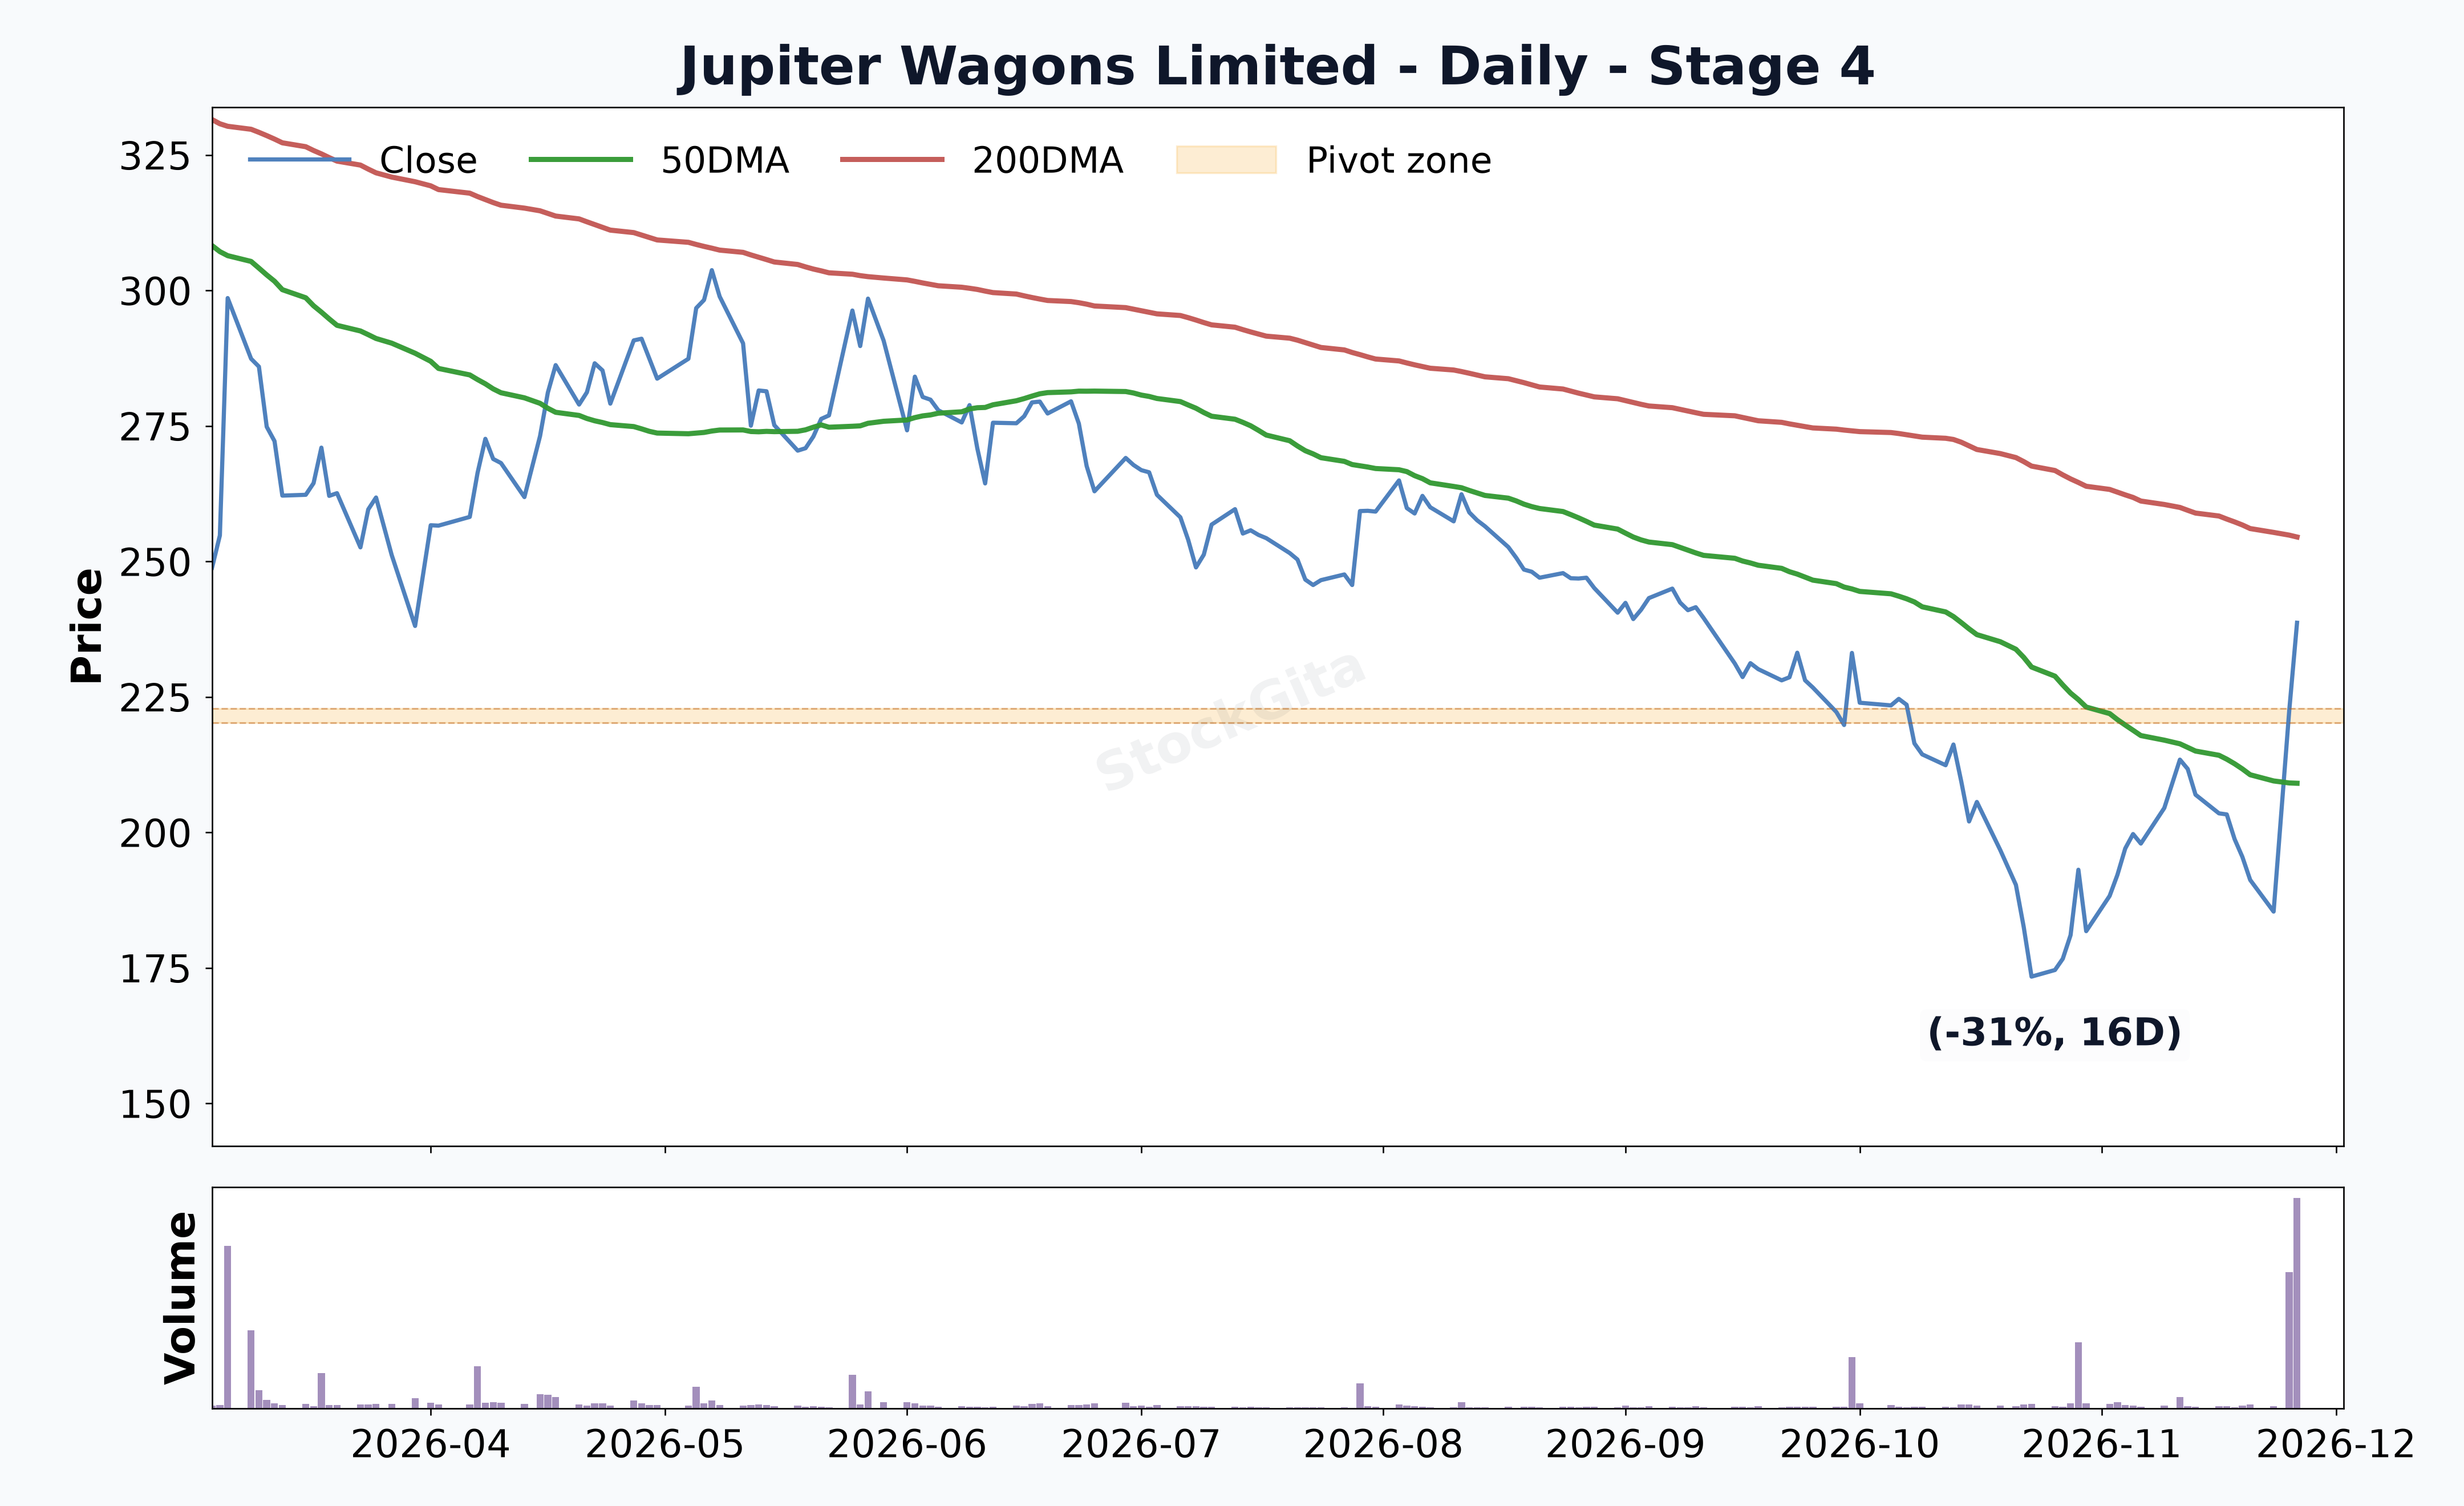 Jupiter Wagons Limited - Daily - Stage 4
Close 50DMA 200DMA Pivot zone
325
300
275
250
225
200
175
150
Price
StockGita
(-31%, 16D)
Volume
2026-04 2026-05 2026-06 2026-07 2026-08 2026-09 2026-10 2026-11 2026-12